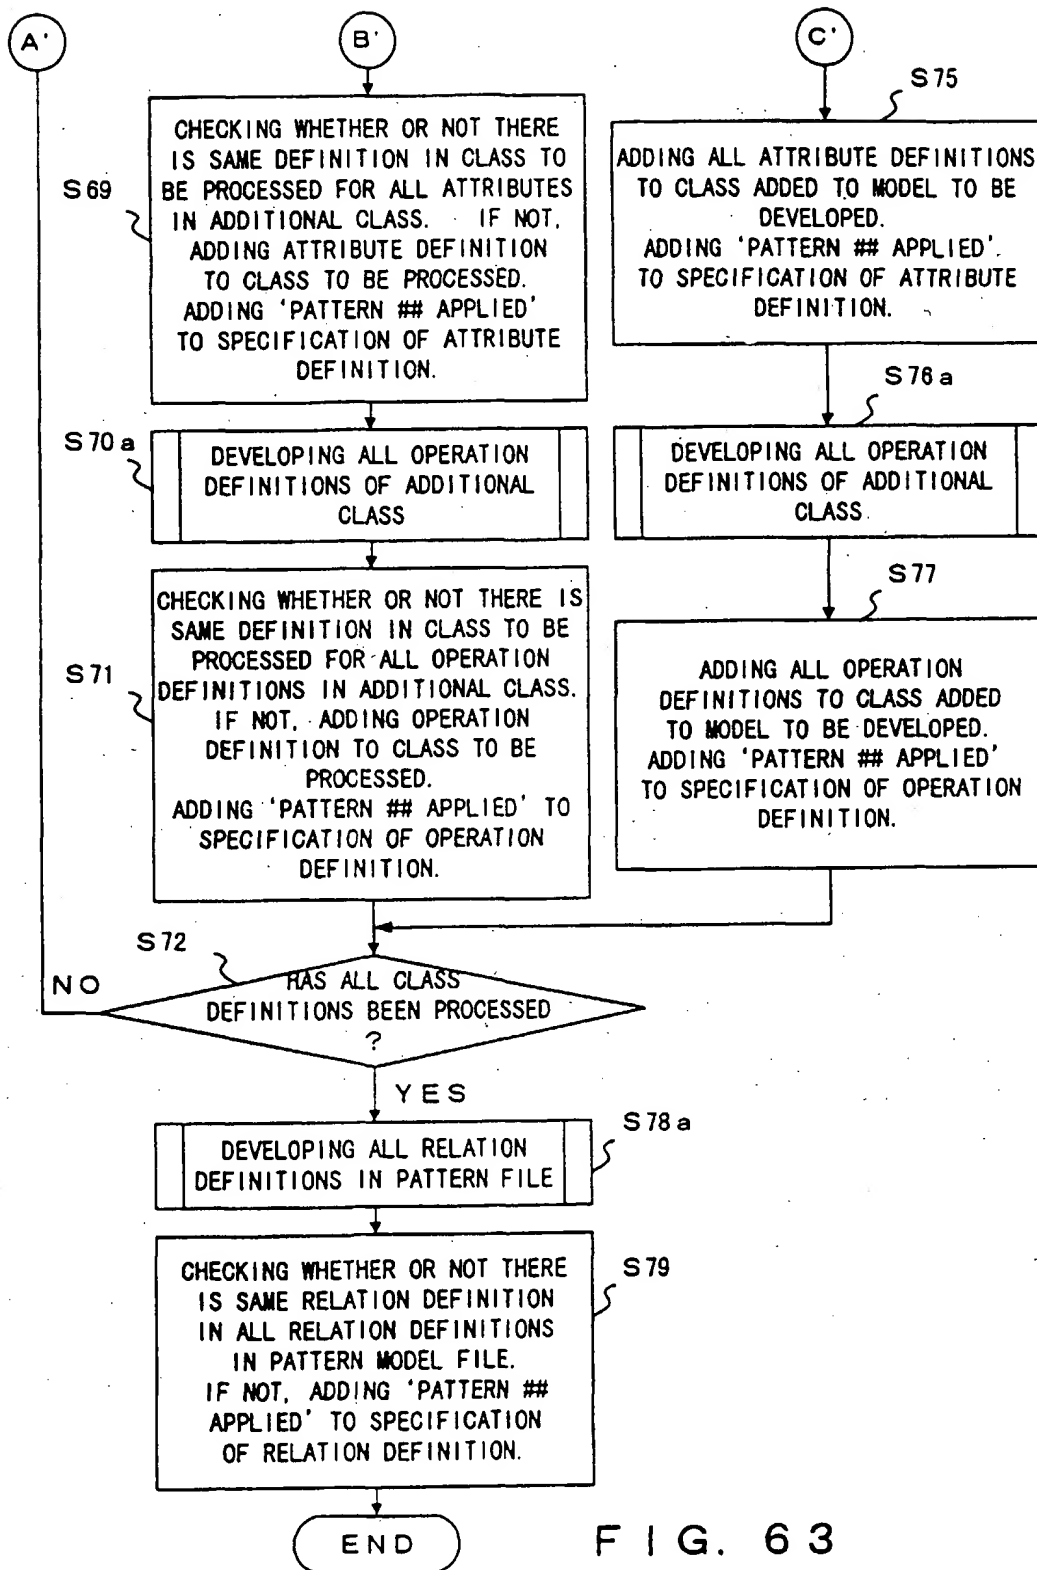 A'
B'
C'
S69
CHECKING WHETHER OR NOT THERE
IS SAME DEFINITION IN CLASS TO
BE PROCESSED FOR ALL ATTRIBUTES
IN ADDITIONAL CLASS. IF NOT,
ADDING ATTRIBUTE DEFINITION
TO CLASS TO BE PROCESSED.
ADDING 'PATTERN ## APPLIED'
TO SPECIFICATION OF ATTRIBUTE
DEFINITION.
S75
ADDING ALL ATTRIBUTE DEFINITIONS
TO CLASS ADDED TO MODEL TO BE
DEVELOPED.
ADDING 'PATTERN ## APPLIED'.
TO SPECIFICATION OF ATTRIBUTE
DEFINITION.
S70a
DEVELOPING ALL OPERATION
DEFINITIONS OF ADDITIONAL
CLASS
S76a
DEVELOPING ALL OPERATION
DEFINITIONS OF ADDITIONAL
CLASS
S71
CHECKING WHETHER OR NOT THERE IS
SAME DEFINITION IN CLASS TO BE
PROCESSED FOR ALL OPERATION
DEFINITIONS IN ADDITIONAL CLASS.
IF NOT, ADDING OPERATION
DEFINITION TO CLASS TO BE
PROCESSED.
ADDING 'PATTERN ## APPLIED' TO
SPECIFICATION OF OPERATION
DEFINITION.
S77
ADDING ALL OPERATION
DEFINITIONS TO CLASS ADDED
TO MODEL TO BE DEVELOPED.
ADDING 'PATTERN ## APPLIED'
TO SPECIFICATION OF OPERATION
DEFINITION.
S72
HAS ALL CLASS
DEFINITIONS BEEN PROCESSED
?
NO
YES
S78a
DEVELOPING ALL RELATION
DEFINITIONS IN PATTERN FILE
S79
CHECKING WHETHER OR NOT THERE
IS SAME RELATION DEFINITION
IN ALL RELATION DEFINITIONS
IN PATTERN MODEL FILE.
IF NOT, ADDING 'PATTERN ##
APPLIED' TO SPECIFICATION
OF RELATION DEFINITION.
END
FIG. 63